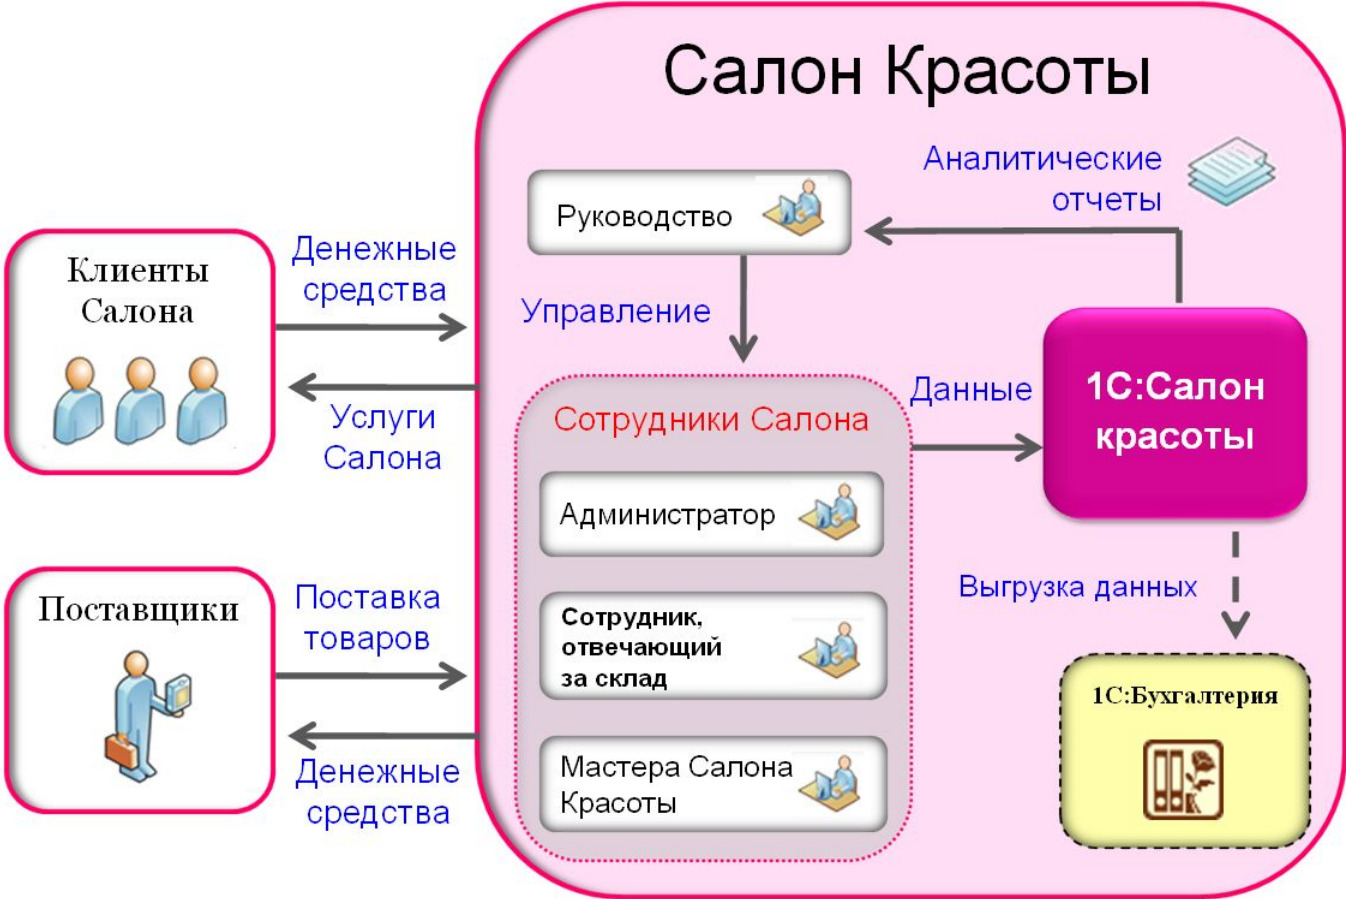 Салон Красоты
Аналитические
отчеты
Руководство
Управление
Клиенты
Салона
Денежные
средства
Услуги
Салона
Сотрудники Салона
Данные
1С:Салон
красоты
Администратор
Сотрудник,
отвечающий
за склад
Мастера Салона
Красоты
Выгрузка данных
1С:Бухгалтерия
Поставщики
Поставка
товаров
Денежные
средства